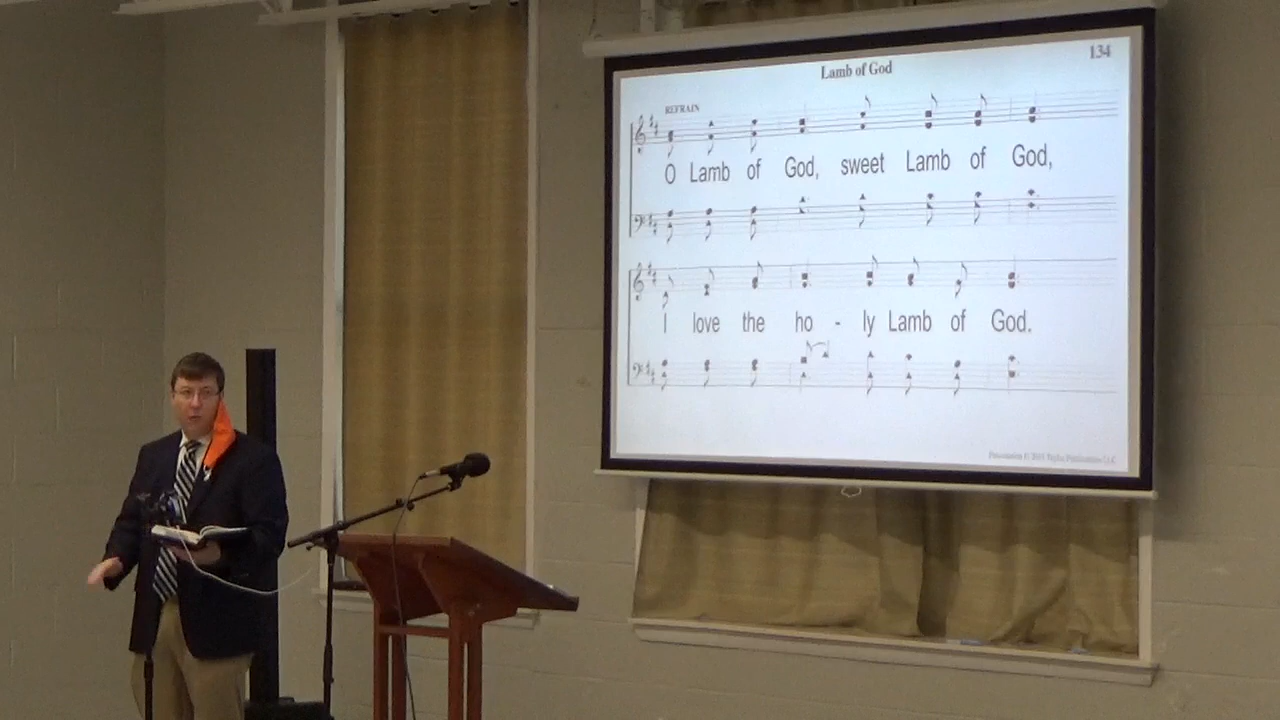 134
Lamb of God
REFRAIN
O Lamb of God, sweet Lamb of God,
I love the ho - ly Lamb of God.